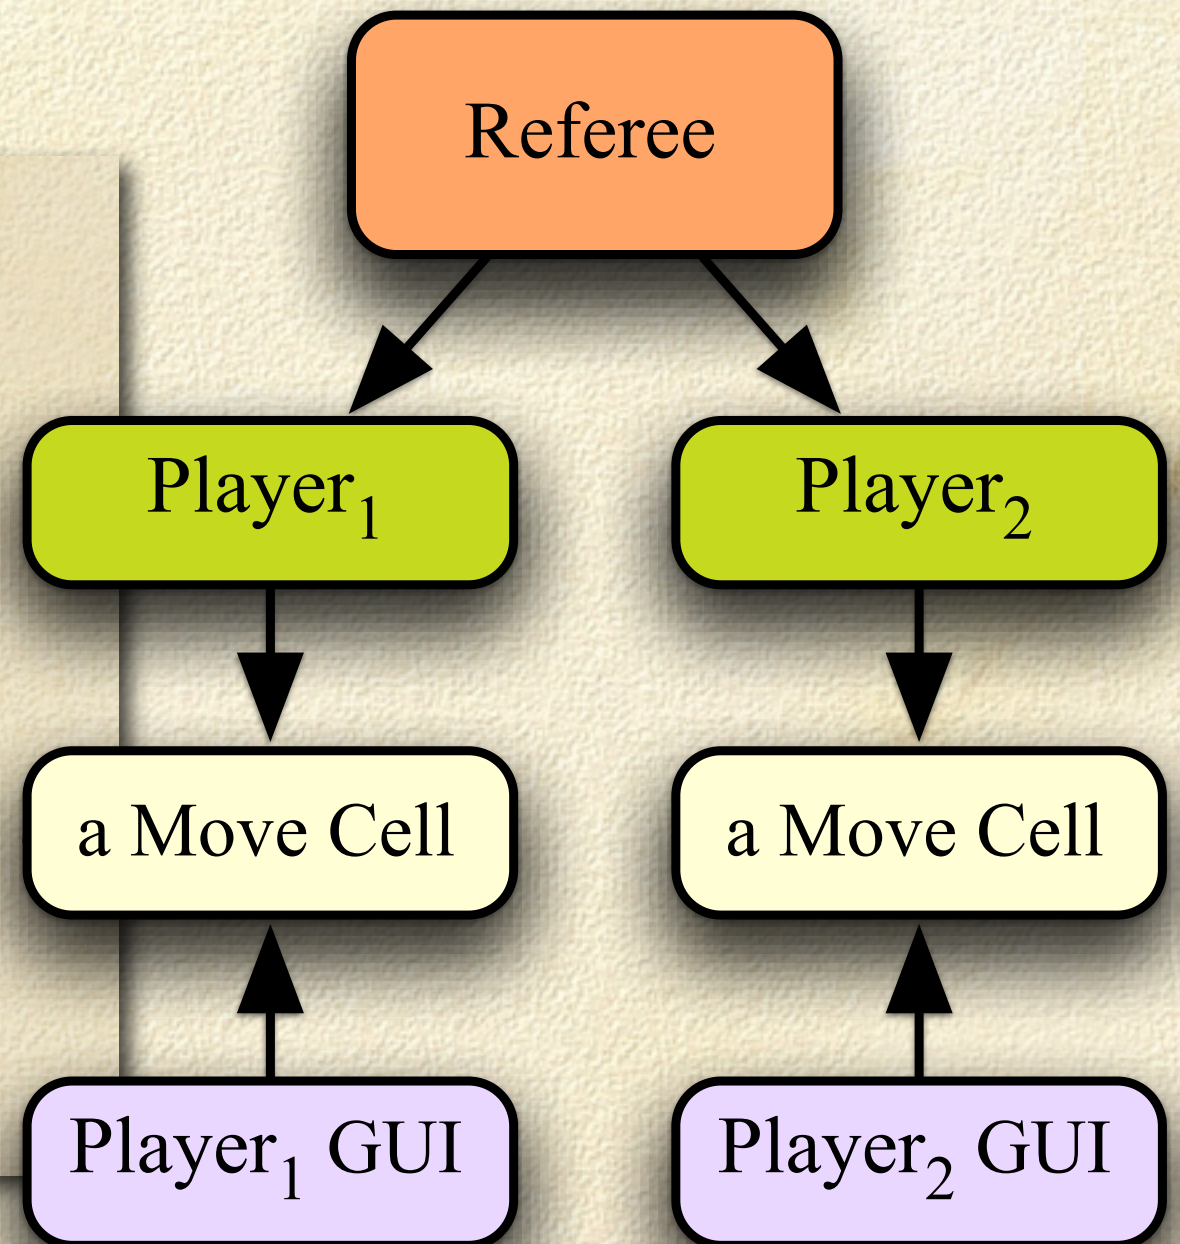 Referee
Player₁
Player₂
a Move Cell
a Move Cell
Player₁ GUI
Player₂ GUI